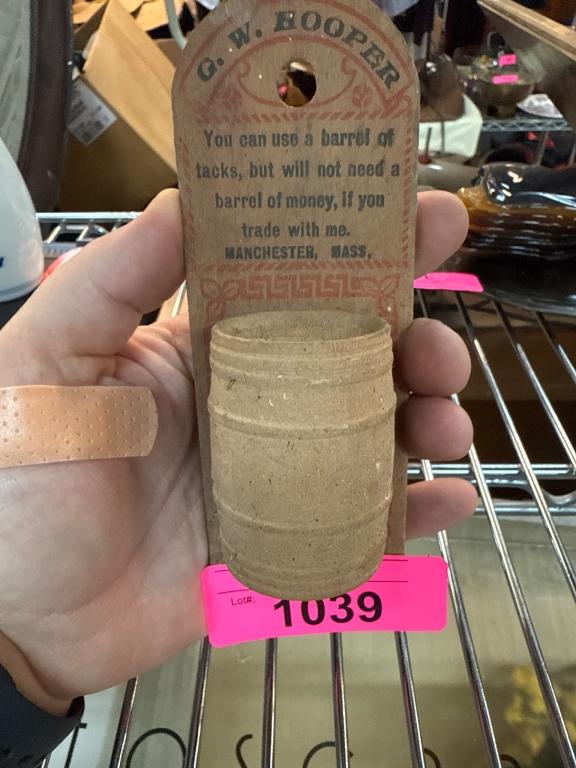 G. W. HOOPER
You can use a barrel of
tacks, but will not need a
barrel of money, if you
trade with me.
MANCHESTER, MASS,
Lot#: 1039